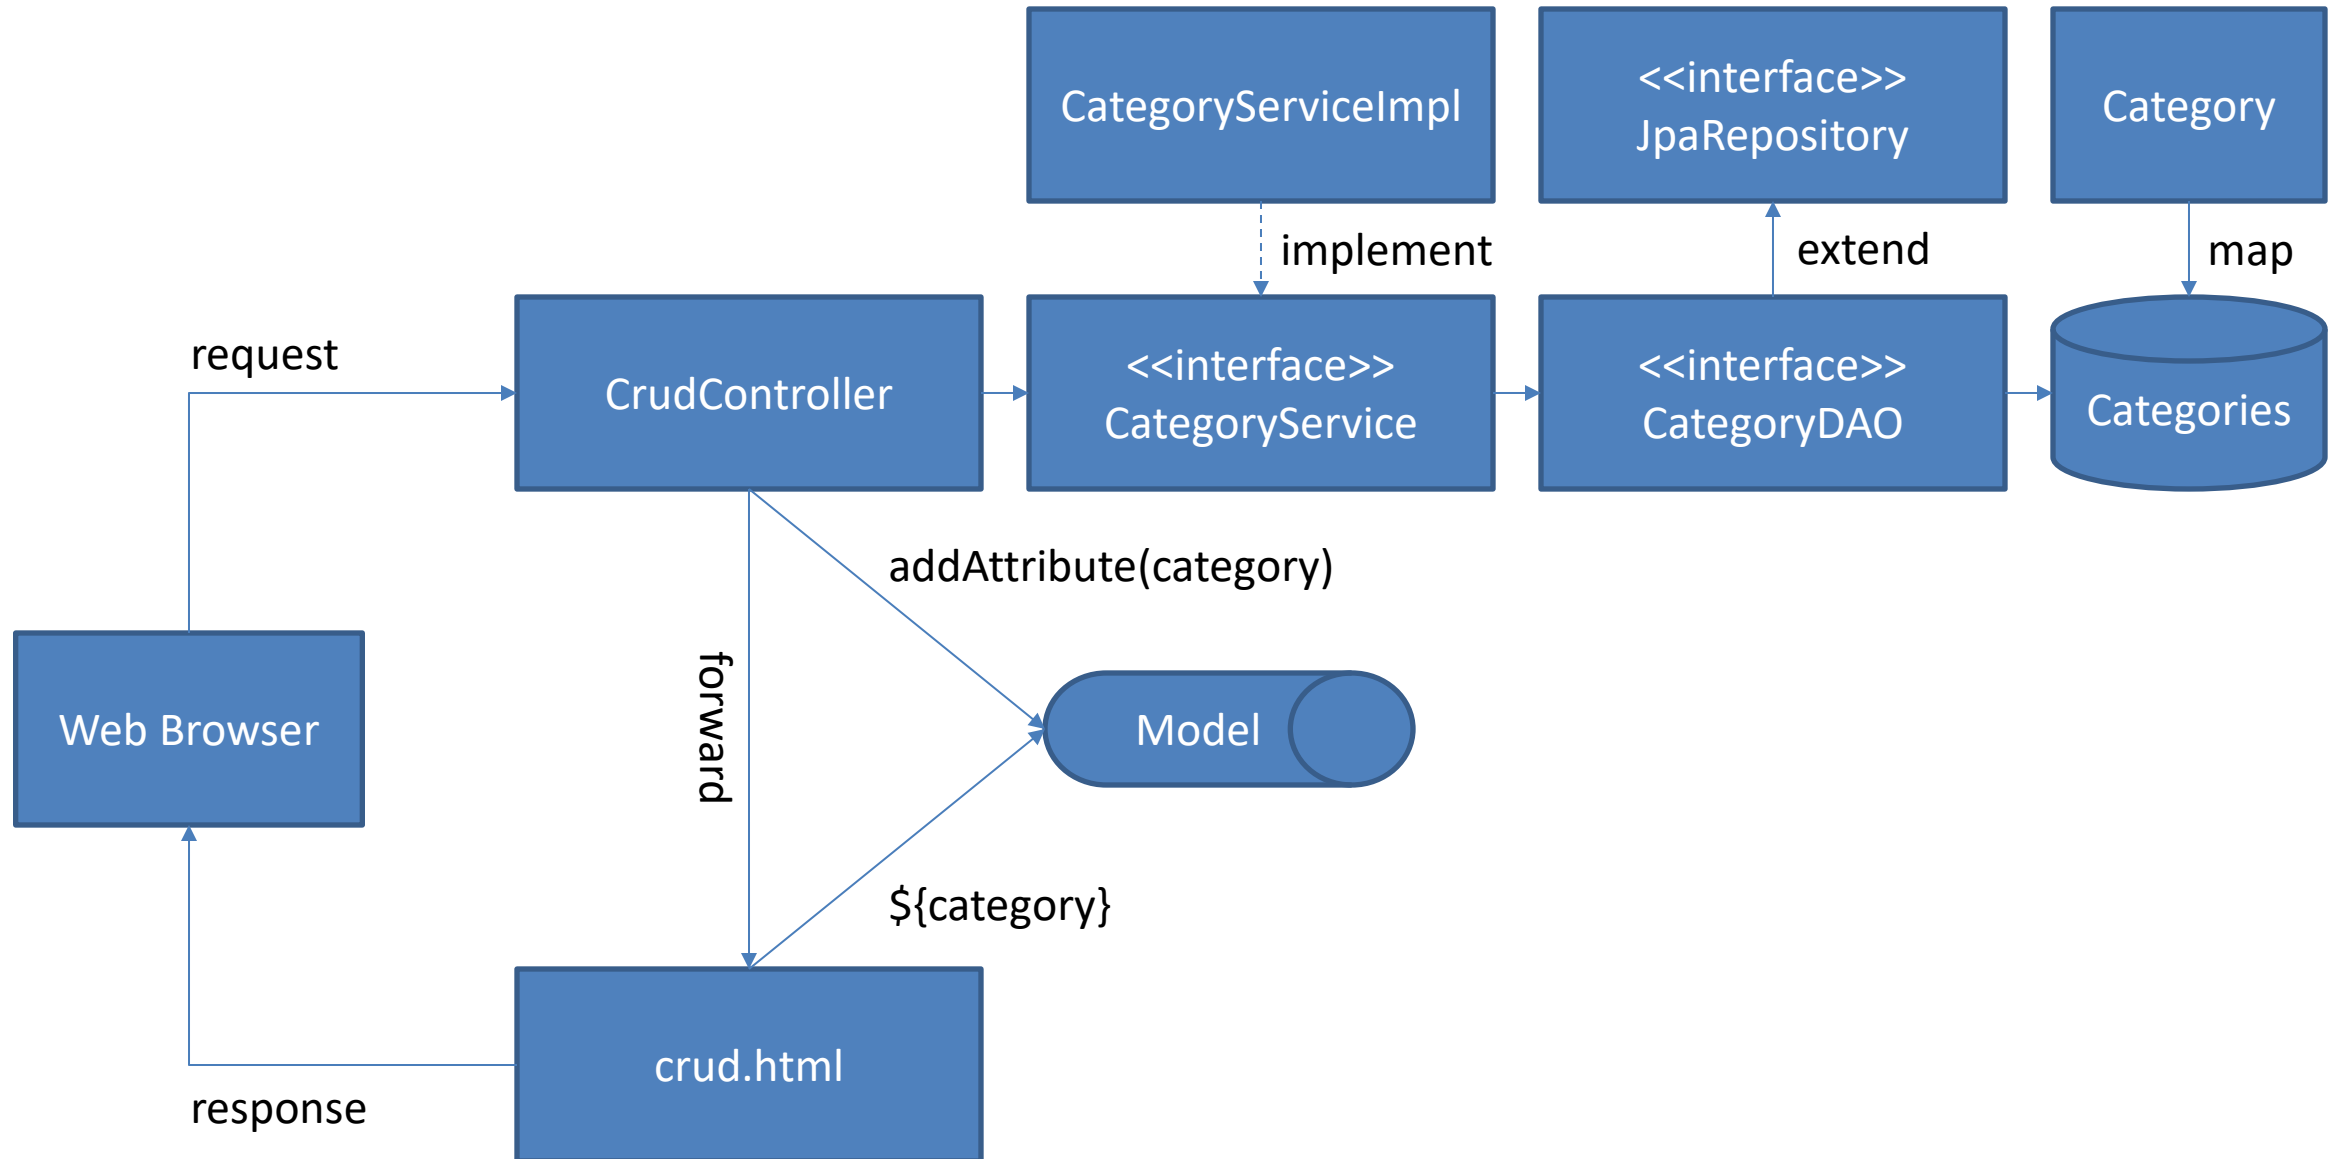 CategoryServiceImpl
<<interface>>
JpaRepository
Category
implement
extend
map
request
CrudController
<<interface>>
CategoryService
<<interface>>
CategoryDAO
Categories
addAttribute(category)
forward
Web Browser
Model
${category}
crud.html
response